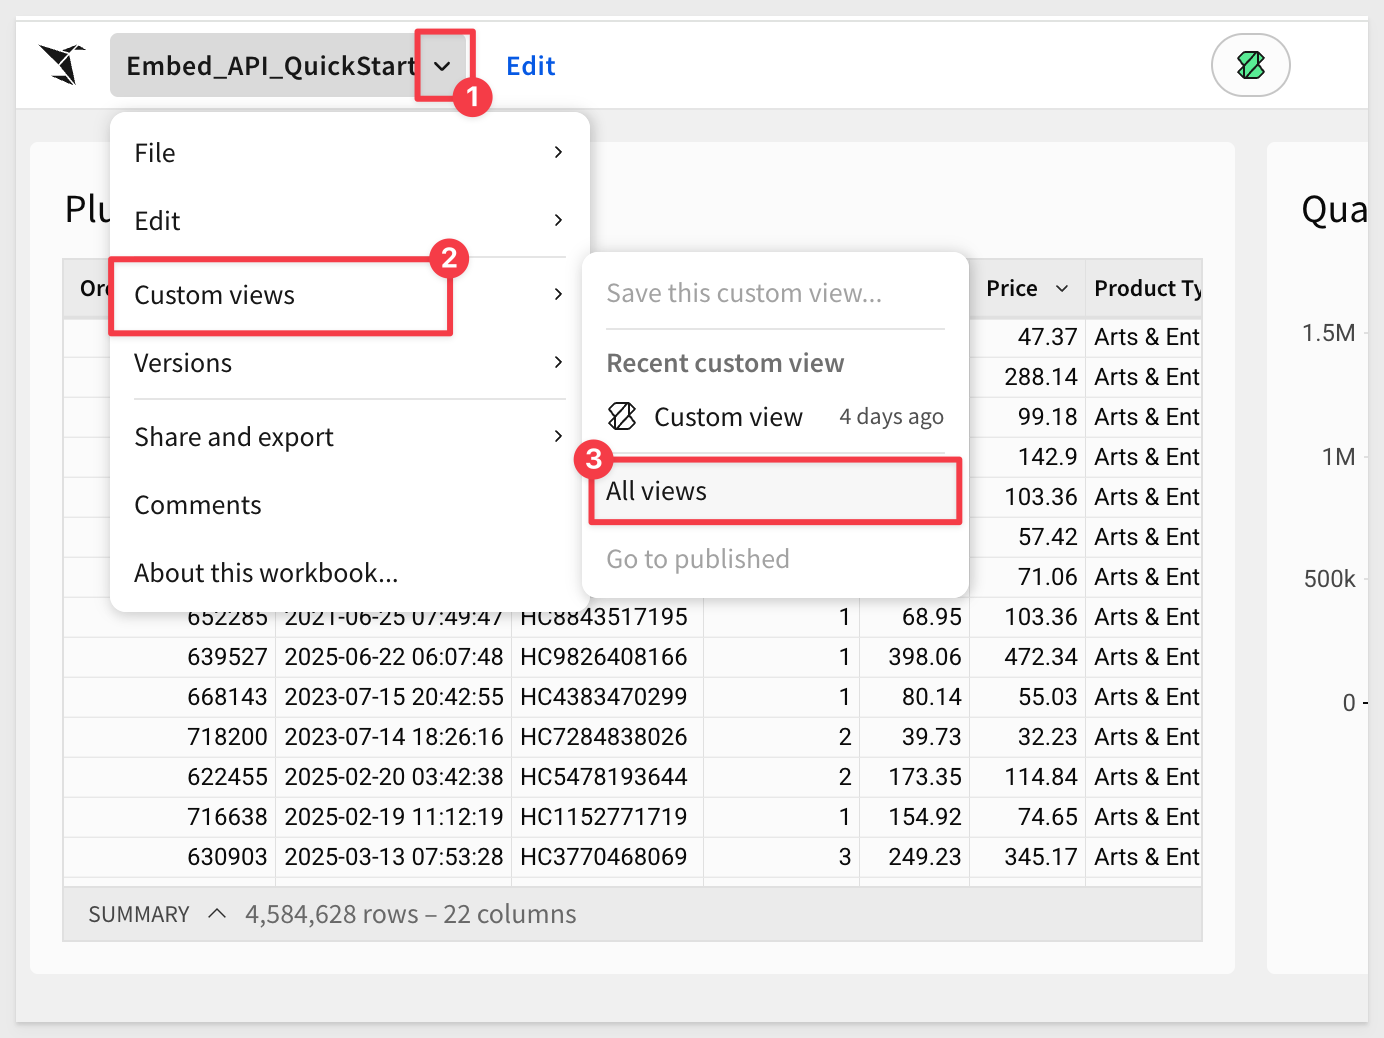 Embed_API_QuickStart
Edit
1
File
Plu
Qua
Edit
2
Custom views
Save this custom view...
Ord
Price
Product Ty
47.37 Arts & Ent
1.5M
Versions
Recent custom view
288.14 Arts & Ent
Custom view 4 days ago
99.18 Arts & Ent
Share and export
3
142.9 Arts & Ent
1M
All views
103.36 Arts & Ent
Comments
57.42 Arts & Ent
Go to published
About this workbook...
71.06 Arts & Ent
500k
652285 2021-06-25 07:49:47 HC8843517195 1 68.95 103.36 Arts & Ent
639527 2025-06-22 06:07:48 HC9826408166 1 398.06 472.34 Arts & Ent
668143 2023-07-15 20:42:55 HC4383470299 1 80.14 55.03 Arts & Ent
0
718200 2023-07-14 18:26:16 HC7284838026 2 39.73 32.23 Arts & Ent
622455 2025-02-20 03:42:38 HC5478193644 2 173.35 114.84 Arts & Ent
716638 2025-02-19 11:12:19 HC1152771719 1 154.92 74.65 Arts & Ent
630903 2025-03-13 07:53:28 HC3770468069 3 249.23 345.17 Arts & Ent
SUMMARY 4,584,628 rows – 22 columns